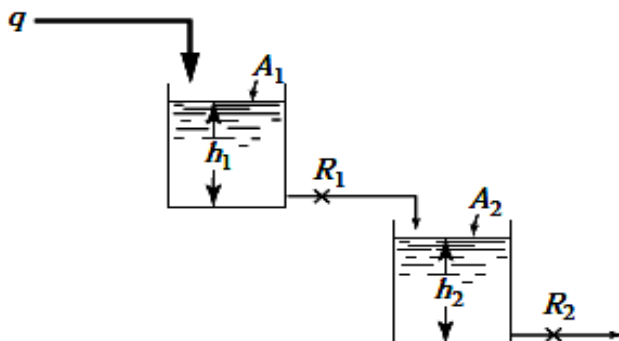 q
A₁
h₁
R₁
A₂
h₂
R₂